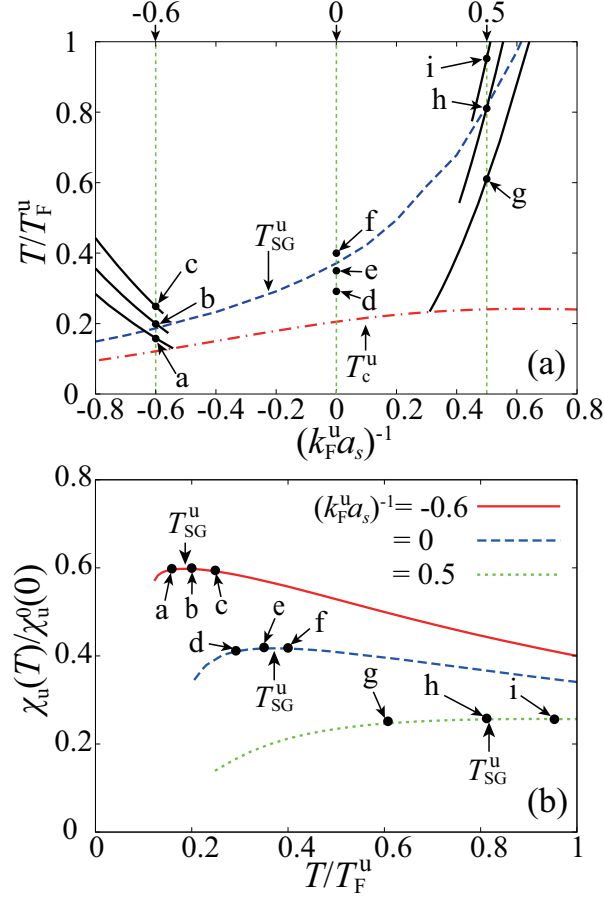 -0.6 0 0.5
1
0.8
0.6
0.4
0.2
0
T/T_F^u
i
h
g
f
e
d
c
b
a
T_SG^u
T_c^u
(a)
-0.8 -0.6 -0.4 -0.2 0 0.2 0.4 0.6 0.8
(k_F^u a_s)^-1
0.8
0.6
0.4
0.2
0
χ_u(T)/χ_u^0(0)
(k_F^u a_s)^-1 = -0.6
= 0
= 0.5
T_SG^u
a b c
d e f
T_SG^u
g h i
T_SG^u
(b)
0 0.2 0.4 0.6 0.8 1
T/T_F^u